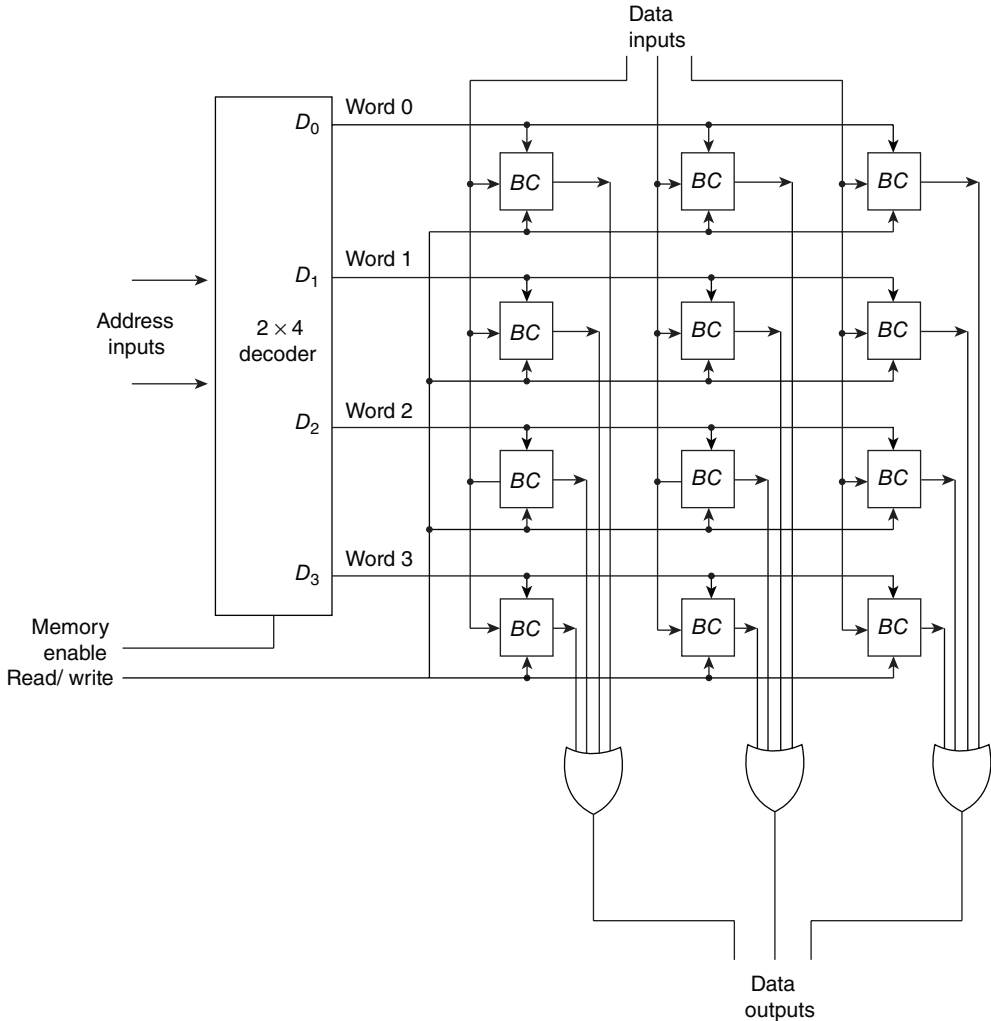 Data
inputs
Word 0
D0
BC BC BC
Word 1
D1
Address
inputs
2 × 4
decoder
BC BC BC
Word 2
D2
BC BC BC
Word 3
D3
Memory
enable
BC BC BC
Read/ write
Data
outputs